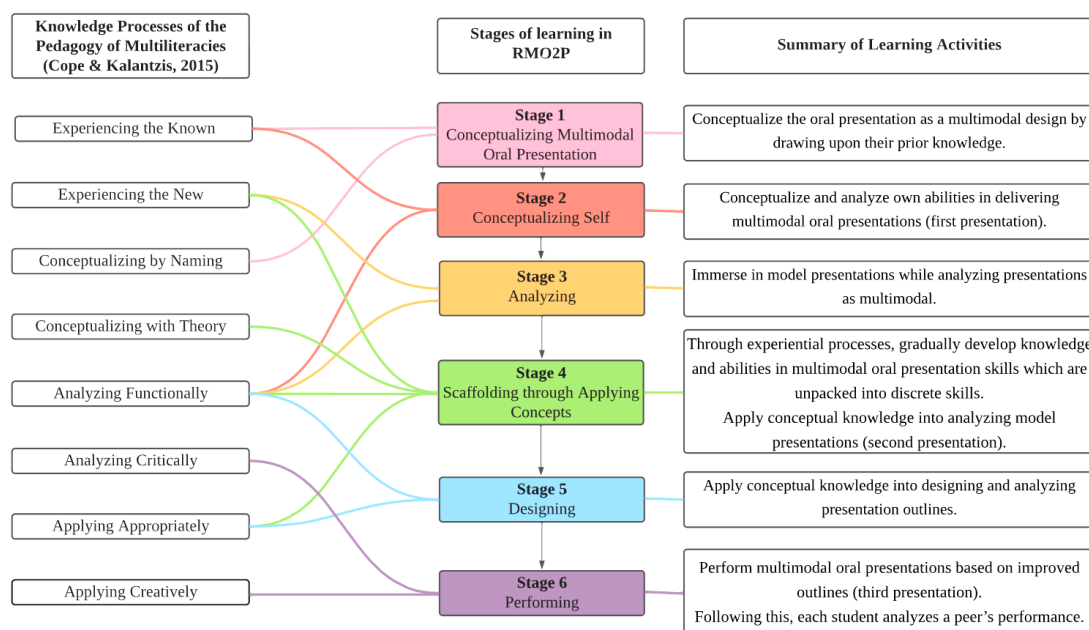 Knowledge Processes of the
Pedagogy of Multiliteracies
(Cope & Kalantzis, 2015)
Stages of learning in
RMO2P
Summary of Learning Activities
Experiencing the Known
Experiencing the New
Conceptualizing by Naming
Conceptualizing with Theory
Analyzing Functionally
Analyzing Critically
Applying Appropriately
Applying Creatively
Stage 1
Conceptualizing Multimodal
Oral Presentation
Stage 2
Conceptualizing Self
Stage 3
Analyzing
Stage 4
Scaffolding through Applying
Concepts
Stage 5
Designing
Stage 6
Performing
Conceptualize the oral presentation as a multimodal design by
drawing upon their prior knowledge.
Conceptualize and analyze own abilities in delivering
multimodal oral presentations (first presentation).
Immerse in model presentations while analyzing presentations
as multimodal.
Through experiential processes, gradually develop knowledge
and abilities in multimodal oral presentation skills which are
unpacked into discrete skills.
Apply conceptual knowledge into analyzing model
presentations (second presentation).
Apply conceptual knowledge into designing and analyzing
presentation outlines.
Perform multimodal oral presentations based on improved
outlines (third presentation).
Following this, each student analyzes a peer's performance.